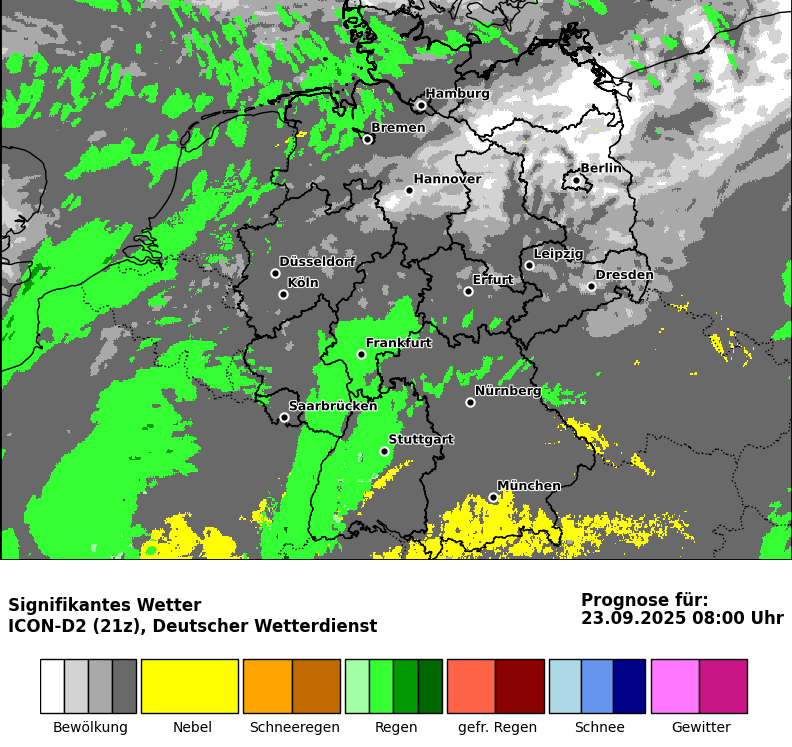 Hamburg
Bremen
Berlin
Hannover
Leipzig
Düsseldorf
Dresden
Erfurt
Köln
Frankfurt
Nürnberg
Saarbrücken
Stuttgart
München
Signifikantes Wetter
ICON-D2 (21z), Deutscher Wetterdienst
Prognose für:
23.09.2025 08:00 Uhr
Bewölkung
Nebel
Schneeregen
Regen
gefr. Regen
Schnee
Gewitter